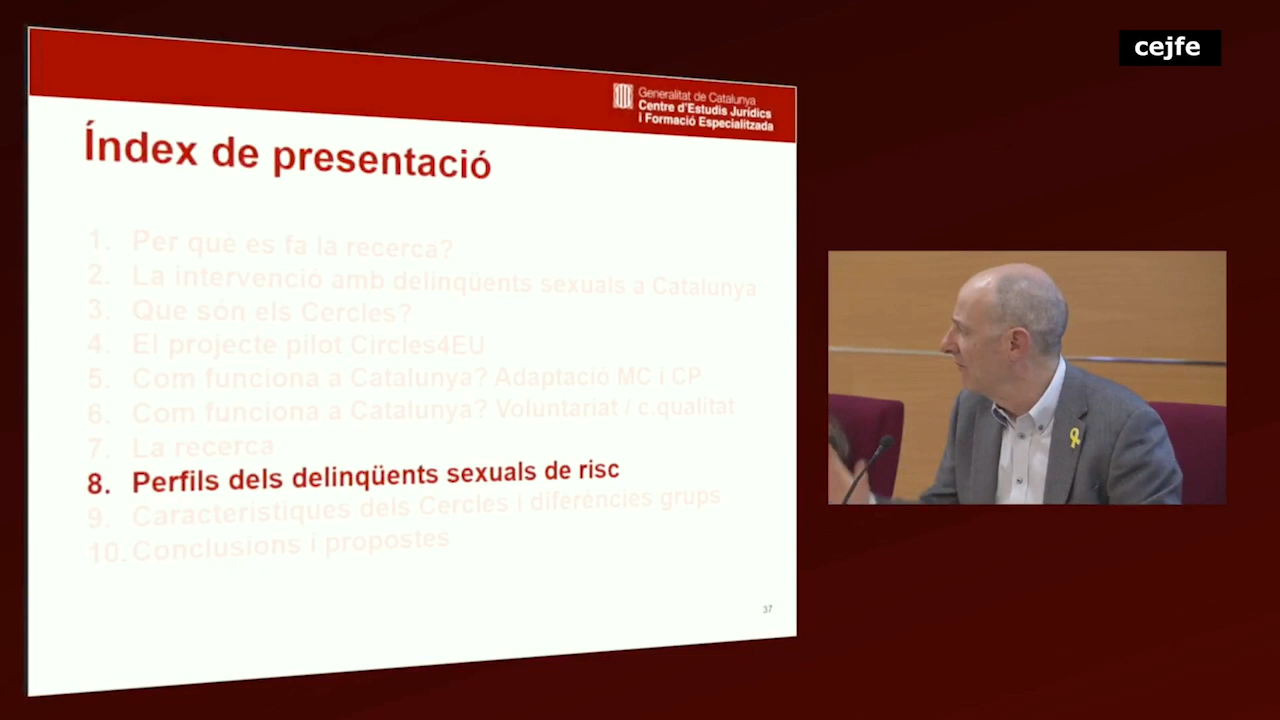 cejfe
Generalitat de Catalunya
Centre d'Estudis Jurídics
i Formació Especialitzada
Índex de presentació
1. Per què es fa la recerca?
2. La intervenció amb delinqüents sexuals a Catalunya
3. Que són els Cercles?
4. El projecte pilot Circles4EU
5. Com funciona a Catalunya? Adaptació MC i CP
6. Com funciona a Catalunya? Voluntariat / c.qualitat
7. La recerca
8. Perfils dels delinqüents sexuals de risc
9. Característiques dels Cercles i diferències grups
10. Conclusions i propostes
37